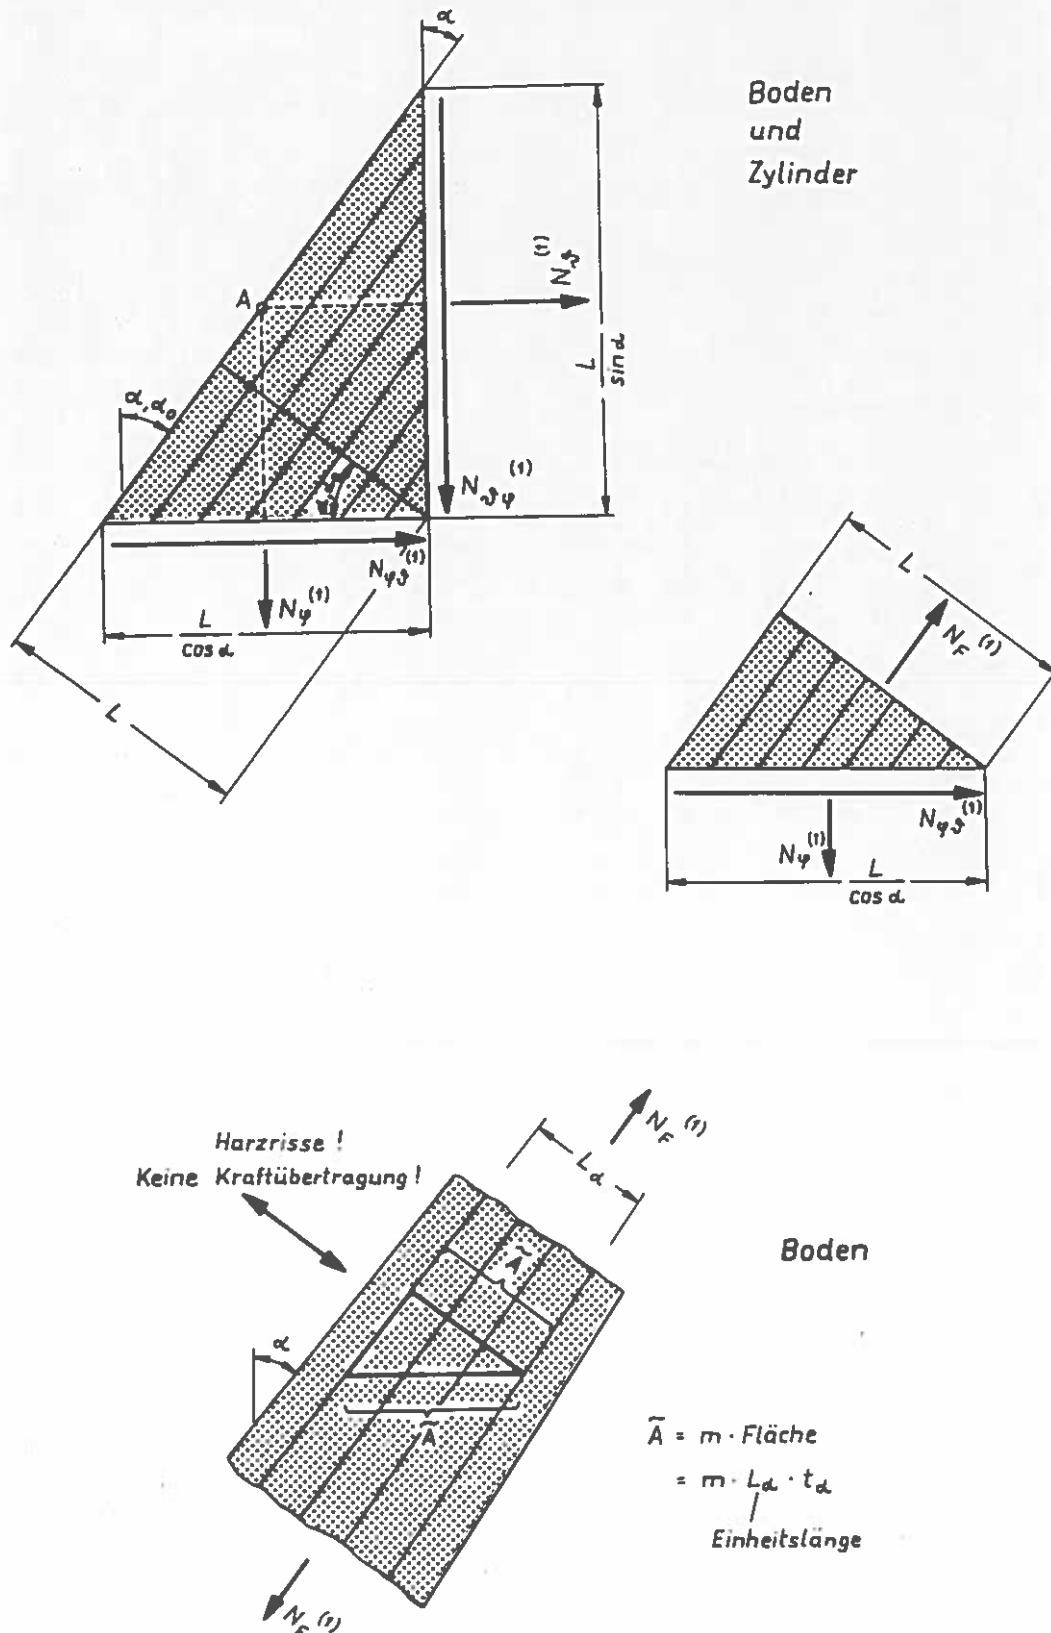 α
Boden
und
Zylinder
A
N_ϑ^(1)
L
sin α
α, α₀
α
N_ϑφ^(1)
N_φϑ^(1)
N_φ^(1)
L
cos α
L
L
N_F^(1)
N_φϑ^(1)
N_φ^(1)
L
cos α
N_F^(1)
L_α
Harzrisse !
Keine Kraftübertragung !
Ã
Boden
α
Ã
Ã = m · Fläche
= m · L_α · t_α
Einheitslänge
N_F^(1)